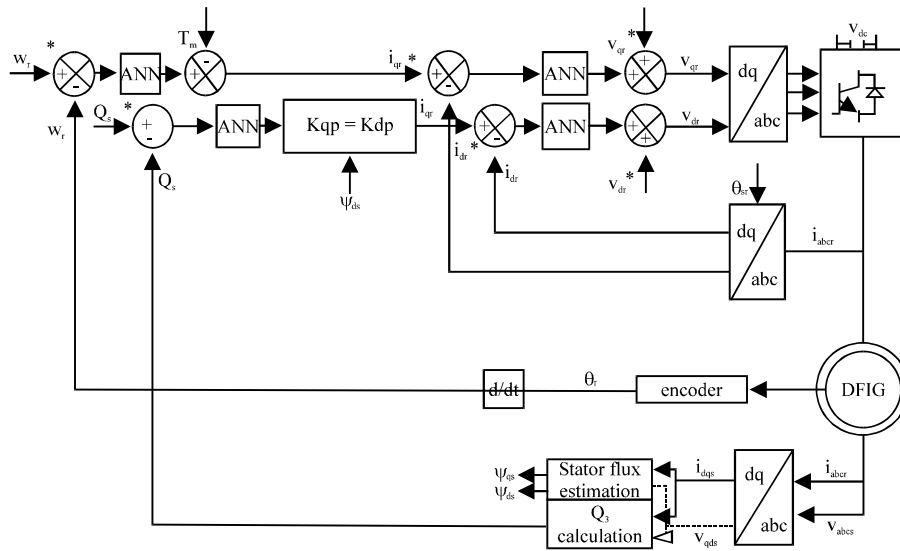 w_r *
+
-
ANN
T_m
-
+
i_qr *
+
-
ANN
v_qr *
+
+
v_qr
dq
abc
v_dc
w_r
Q_s *
+
-
ANN
Kqp = Kdp
i_qr
i_dr *
+
-
ANN
+
+
v_dr
Q_s
ψ_ds
i_dr
v_dr *
θ_sr
dq
abc
i_abcr
d/dt
θ_r
encoder
DFIG
ψ_qs
ψ_ds
Stator flux
estimation
Q_3
calculation
i_dqs
v_qds
dq
abc
i_abcr
v_abcs